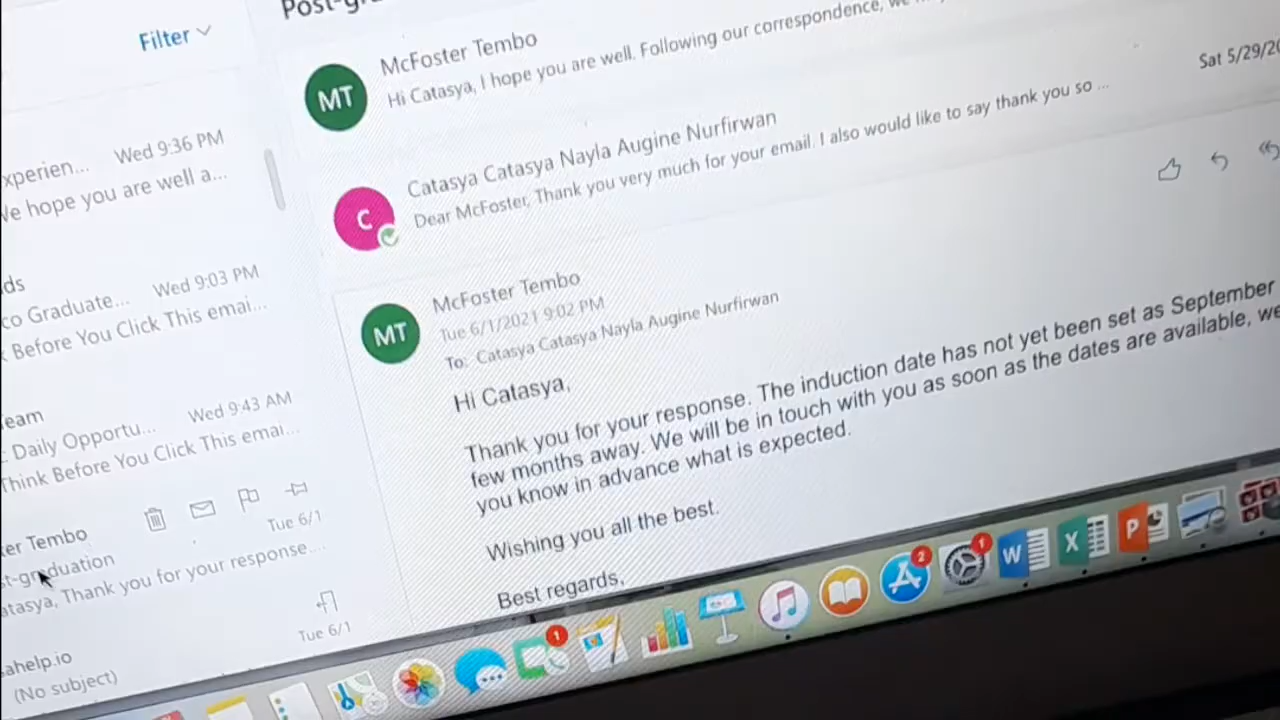 Filter
Wed 9:36 PM
xperien...
We hope you are well a...
ds
Wed 9:03 PM
co Graduate...
Before You Click This emai...
eam
Wed 9:43 AM
: Daily Opportu...
Think Before You Click This emai...
er Tembo
st-graduation
Tue 6/1
atasya, Thank you for your response....
Tue 6/1
ahelp.io
(No subject)
Post-gr
McFoster Tembo
MT
Hi Catasya, I hope you are well. Following our correspondence,
Sat 5/29/20
Catasya Catasya Nayla Augine Nurfirwan
C
Dear McFoster, Thank you very much for your email. I also would like to say thank you so ...
McFoster Tembo
MT
Tue 6/1/2021 9:02 PM
To: Catasya Catasya Nayla Augine Nurfirwan
Hi Catasya,
Thank you for your response. The induction date has not yet been set as September
few months away. We will be in touch with you as soon as the dates are available, we
you know in advance what is expected.
Wishing you all the best.
Best regards,
1
2
1
W
X
P